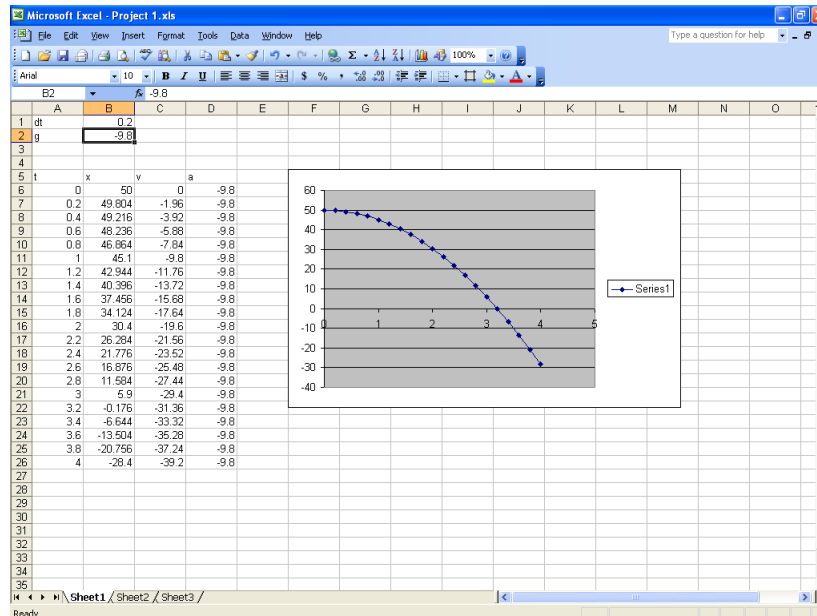 Microsoft Excel - Project 1.xls
File Edit View Insert Format Tools Data Window Help Type a question for help
100%
Arial 10 B I U $ % ,
B2 fx -9.8
A B C D E F G H I J K L M N O
1 dt 0.2
2 g -9.8
3
4
5 t x v a
6 0 50 0 -9.8
7 0.2 49.804 -1.96 -9.8
8 0.4 49.216 -3.92 -9.8
9 0.6 48.236 -5.88 -9.8
10 0.8 46.864 -7.84 -9.8
11 1 45.1 -9.8 -9.8
12 1.2 42.944 -11.76 -9.8
13 1.4 40.396 -13.72 -9.8
14 1.6 37.456 -15.68 -9.8
15 1.8 34.124 -17.64 -9.8
16 2 30.4 -19.6 -9.8
17 2.2 26.284 -21.56 -9.8
18 2.4 21.776 -23.52 -9.8
19 2.6 16.876 -25.48 -9.8
20 2.8 11.584 -27.44 -9.8
21 3 5.9 -29.4 -9.8
22 3.2 -0.176 -31.36 -9.8
23 3.4 -6.644 -33.32 -9.8
24 3.6 -13.504 -35.28 -9.8
25 3.8 -20.756 -37.24 -9.8
26 4 -28.4 -39.2 -9.8
27
28
29
30
31
32
33
34
35
60
50
40
30
20
10
0
-10
-20
-30
-40
0 1 2 3 4 5
Series1
Sheet1 / Sheet2 / Sheet3 /
Ready